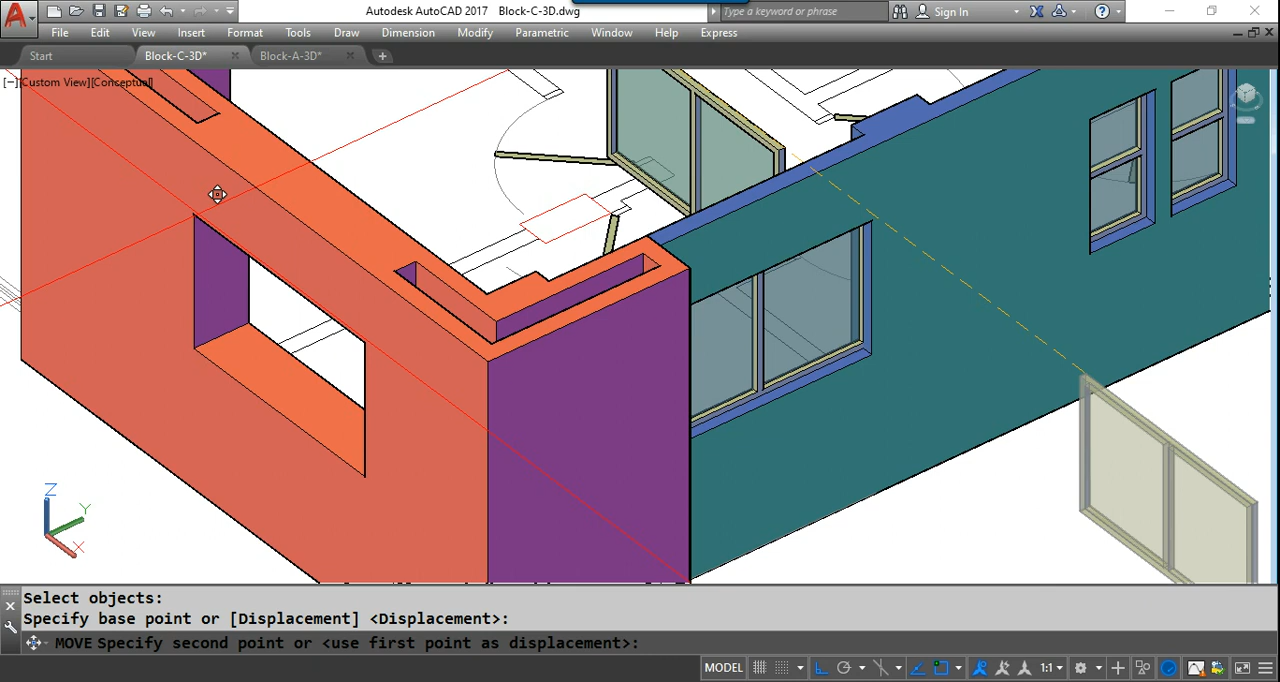 Autodesk AutoCAD 2017 Block-C-3D.dwg
Type a keyword or phrase
Sign In
File Edit View Insert Format Tools Draw Dimension Modify Parametric Window Help Express
Start Block-C-3D* Block-A-3D*
[−][Custom View][Conceptual]
Z
Y
X
Select objects:
Specify base point or [Displacement] <Displacement>:
MOVE Specify second point or <use first point as displacement>:
MODEL 1:1